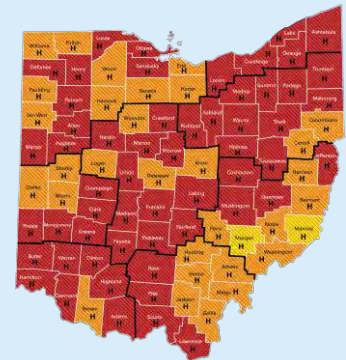 Williams
H
Fulton
H
Lucas
H
Ottawa
H
Lake
H
Ashtabula
H
Geauga
H
Cuyahoga
H
Trumbull
H
Defiance
H
Henry
H
Wood
H
Sandusky
H
Erie
H
Lorain
H
Medina
H
Summit
H
Portage
H
Mahoning
H
Paulding
H
Putnam
H
Hancock
H
Seneca
H
Huron
H
Ashland
H
Wayne
H
Stark
H
Columbiana
H
Van Wert
H
Allen
H
Wyandot
H
Crawford
H
Richland
H
Carroll
H
Mercer
H
Auglaize
H
Hardin
H
Marion
H
Morrow
H
Holmes
H
Tuscarawas
H
Jefferson
H
Harrison
H
Shelby
H
Logan
H
Union
H
Delaware
H
Knox
H
Coshocton
H
Darke
H
Miami
H
Champaign
H
Clark
H
Madison
H
Franklin
H
Licking
H
Muskingum
H
Guernsey
H
Belmont
H
Preble
H
Montgomery
H
Greene
H
Fayette
H
Pickaway
H
Fairfield
H
Perry
H
Morgan
H
Noble
H
Monroe
H
Butler
H
Warren
H
Clinton
H
Ross
H
Hocking
H
Athens
H
Washington
H
Hamilton
H
Clermont
H
Highland
H
Vinton
H
Meigs
H
Brown
H
Adams
H
Pike
H
Scioto
H
Jackson
H
Gallia
H
Lawrence
H